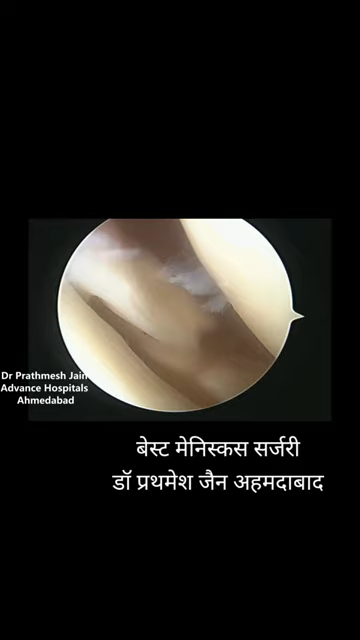 Dr Prathmesh Jain
Advance Hospitals
Ahmedabad
बेस्ट मेनिस्कस सर्जरी
डॉ प्रथमेश जैन अहमदाबाद